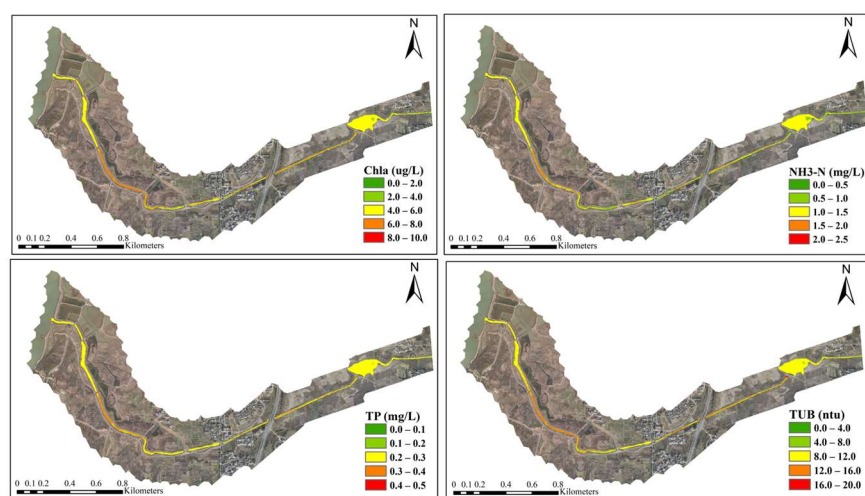 N
Chla (ug/L)
0.0 – 2.0
2.0 – 4.0
4.0 – 6.0
6.0 – 8.0
8.0 – 10.0
0 0.1 0.2 0.4 0.6 0.8
Kilometers
N
NH3-N (mg/L)
0.0 – 0.5
0.5 – 1.0
1.0 – 1.5
1.5 – 2.0
2.0 – 2.5
0 0.1 0.2 0.4 0.6 0.8
Kilometers
N
TP (mg/L)
0.0 – 0.1
0.1 – 0.2
0.2 – 0.3
0.3 – 0.4
0.4 – 0.5
0 0.1 0.2 0.4 0.6 0.8
Kilometers
N
TUB (ntu)
0.0 – 4.0
4.0 – 8.0
8.0 – 12.0
12.0 – 16.0
16.0 – 20.0
0 0.1 0.2 0.4 0.6 0.8
Kilometers